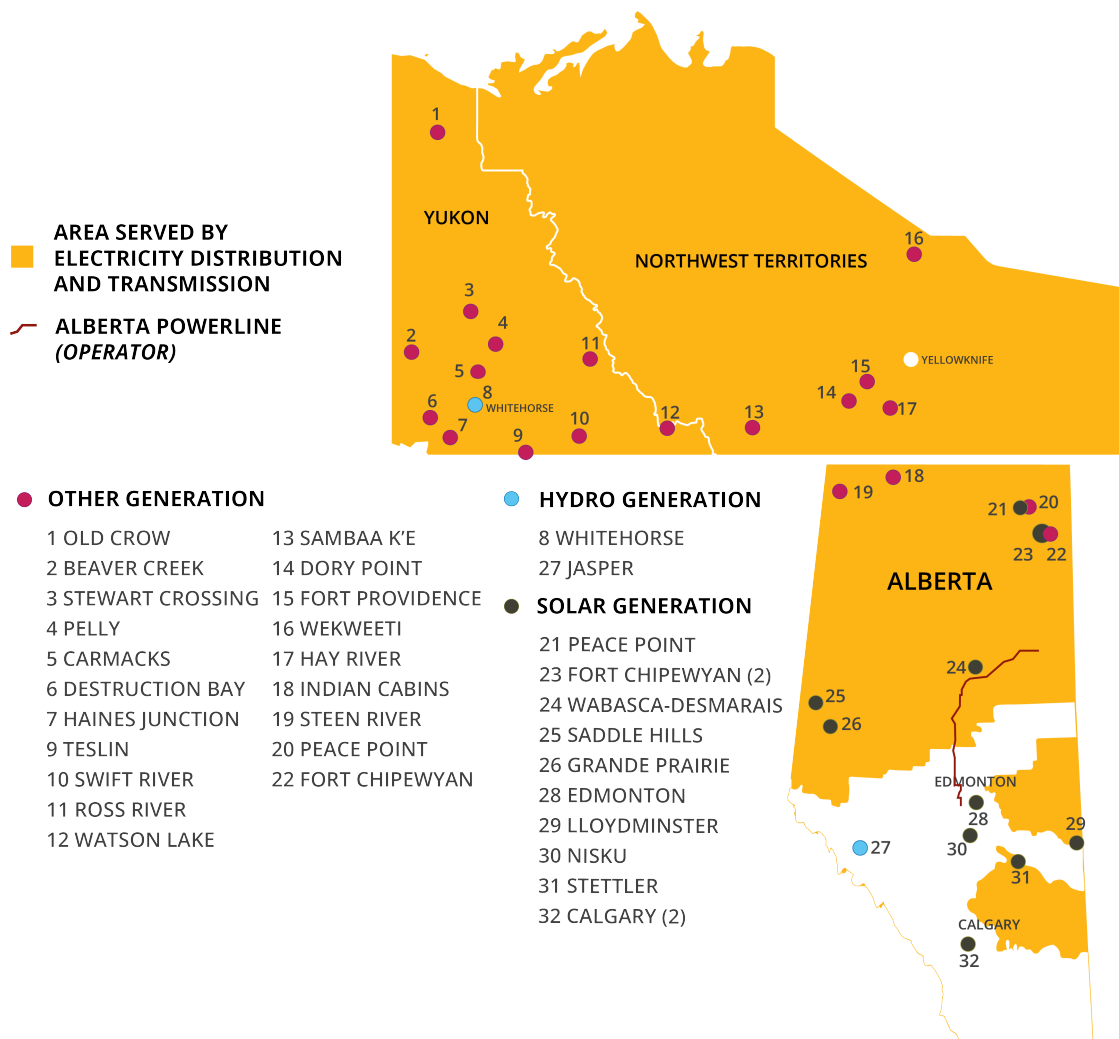 1
YUKON
AREA SERVED BY
ELECTRICITY DISTRIBUTION
AND TRANSMISSION
16
NORTHWEST TERRITORIES
3
ALBERTA POWERLINE
(OPERATOR)
4
2
11
YELLOWKNIFE
5
15
8
14
6
WHITEHORSE
17
7
10
12
13
9
OTHER GENERATION
1 OLD CROW
2 BEAVER CREEK
3 STEWART CROSSING
4 PELLY
5 CARMACKS
6 DESTRUCTION BAY
7 HAINES JUNCTION
9 TESLIN
10 SWIFT RIVER
11 ROSS RIVER
12 WATSON LAKE
13 SAMBAA K'E
14 DORY POINT
15 FORT PROVIDENCE
16 WEKWEETI
17 HAY RIVER
18 INDIAN CABINS
19 STEEN RIVER
20 PEACE POINT
22 FORT CHIPEWYAN
HYDRO GENERATION
8 WHITEHORSE
27 JASPER
SOLAR GENERATION
21 PEACE POINT
23 FORT CHIPEWYAN (2)
24 WABASCA-DESMARAIS
25 SADDLE HILLS
26 GRANDE PRAIRIE
28 EDMONTON
29 LLOYDMINSTER
30 NISKU
31 STETTLER
32 CALGARY (2)
18
19
20
21
23
22
ALBERTA
24
25
26
EDMONTON
28
29
30
27
31
CALGARY
32